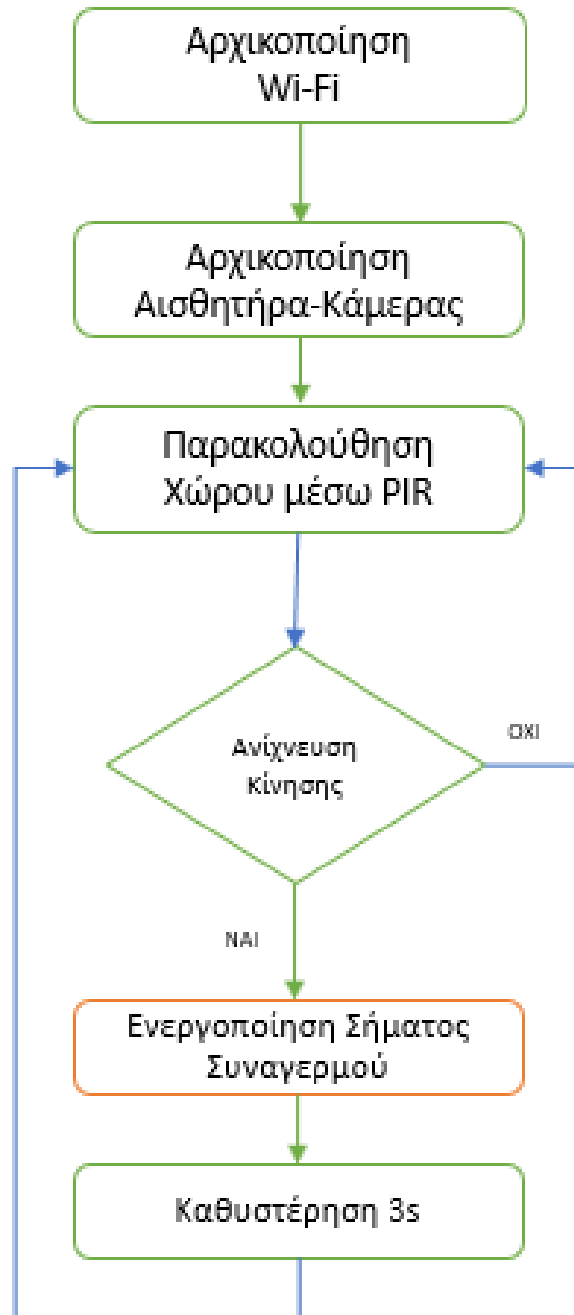 Αρχικοποίηση
Wi-Fi
Αρχικοποίηση
Αισθητήρα-Κάμερας
Παρακολούθηση
Χώρου μέσω PIR
Ανίχνευση
Κίνησης
ΟΧΙ
ΝΑΙ
Ενεργοποίηση Σήματος
Συναγερμού
Καθυστέρηση 3s